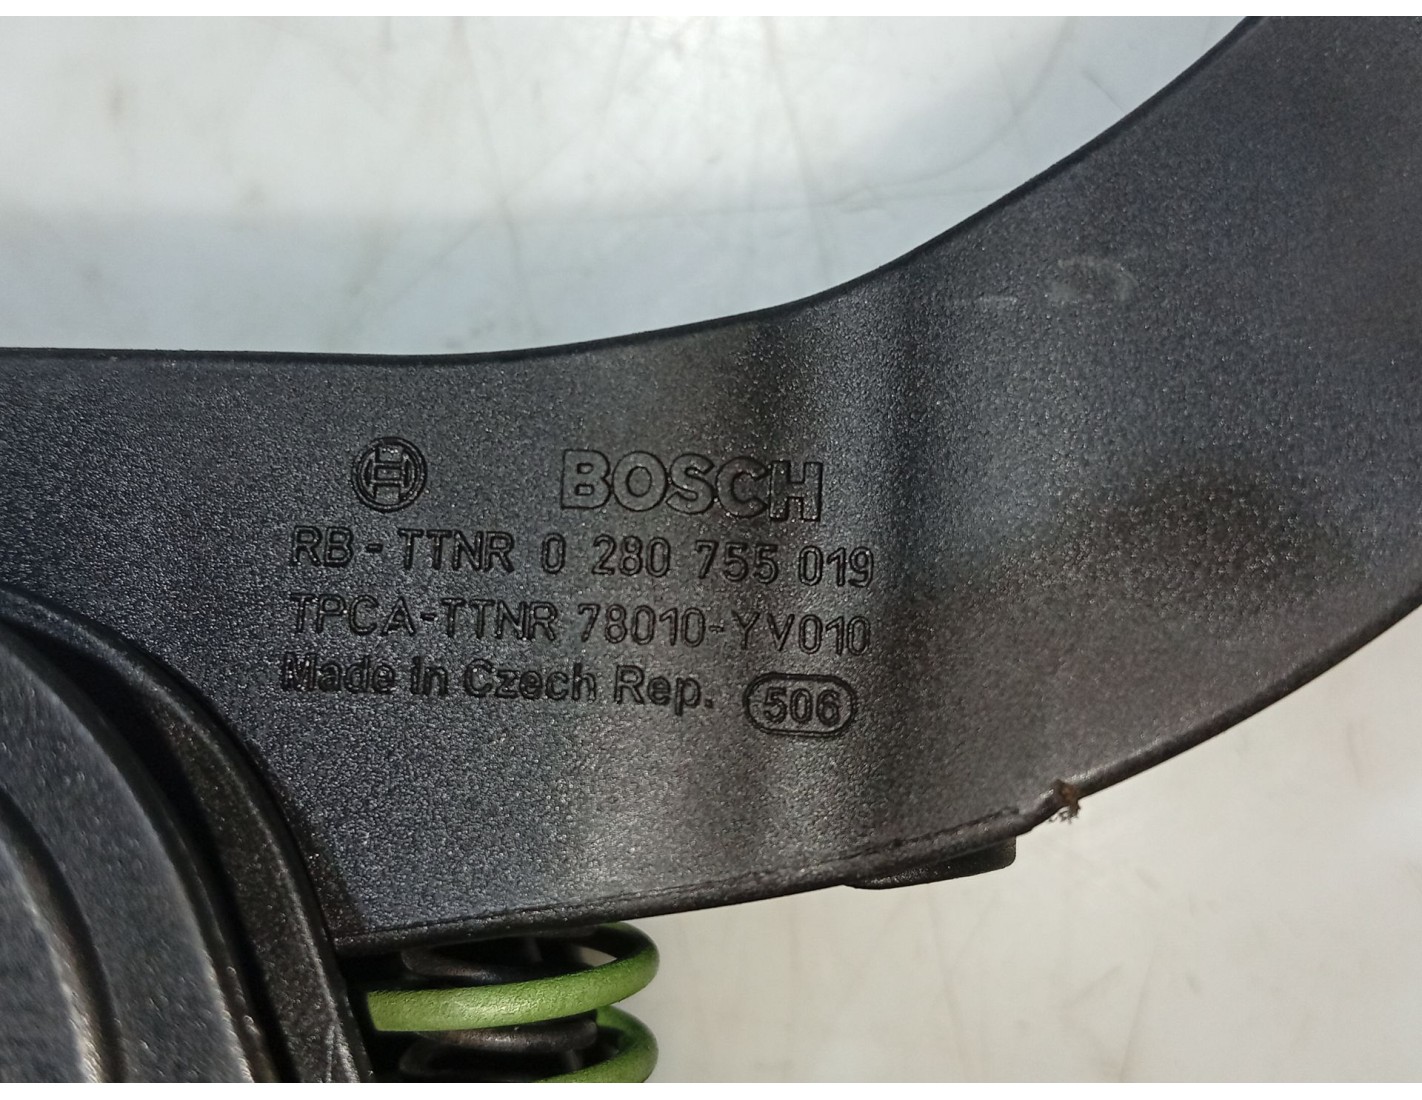 BOSCH
RB-TTNR 0 280 755 019
TPCA-TTNR 78010-YV010
Made in Czech Rep. 506